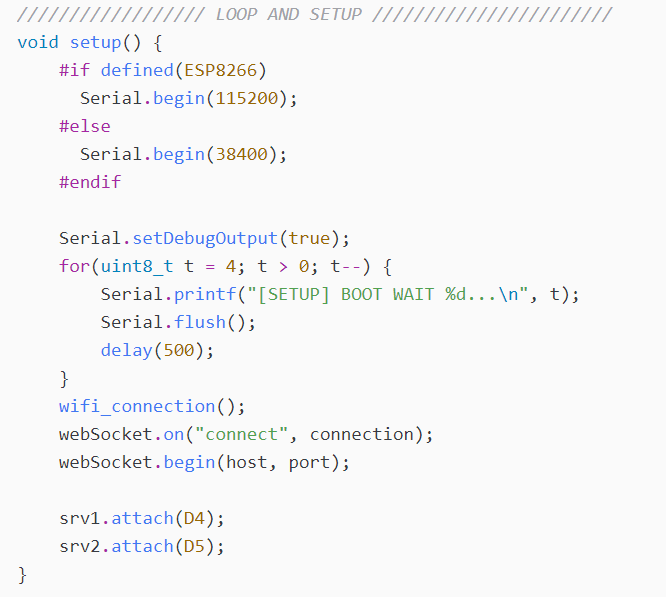 ////////////////// LOOP AND SETUP ///////////////////////
void setup() {
    #if defined(ESP8266)
      Serial.begin(115200);
    #else
      Serial.begin(38400);
    #endif

    Serial.setDebugOutput(true);
    for(uint8_t t = 4; t > 0; t--) {
        Serial.printf("[SETUP] BOOT WAIT %d...\n", t);
        Serial.flush();
        delay(500);
    }
    wifi_connection();
    webSocket.on("connect", connection);
    webSocket.begin(host, port);

    srv1.attach(D4);
    srv2.attach(D5);
}